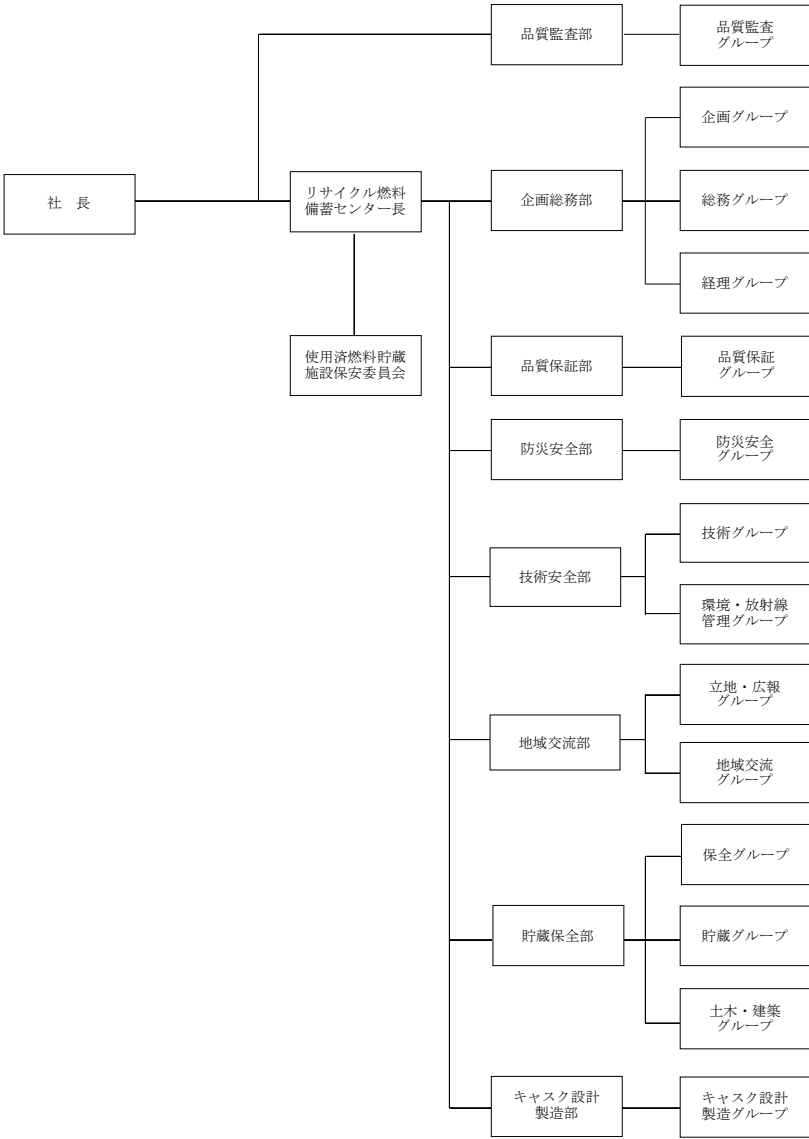 品質監査部
品質監査
グループ
企画グループ
社　長
リサイクル燃料
備蓄センター長
企画総務部
総務グループ
経理グループ
使用済燃料貯蔵
施設保安委員会
品質保証部
品質保証
グループ
防災安全部
防災安全
グループ
技術グループ
技術安全部
環境・放射線
管理グループ
立地・広報
グループ
地域交流部
地域交流
グループ
保全グループ
貯蔵保全部
貯蔵グループ
土木・建築
グループ
キャスク設計
製造部
キャスク設計
製造グループ